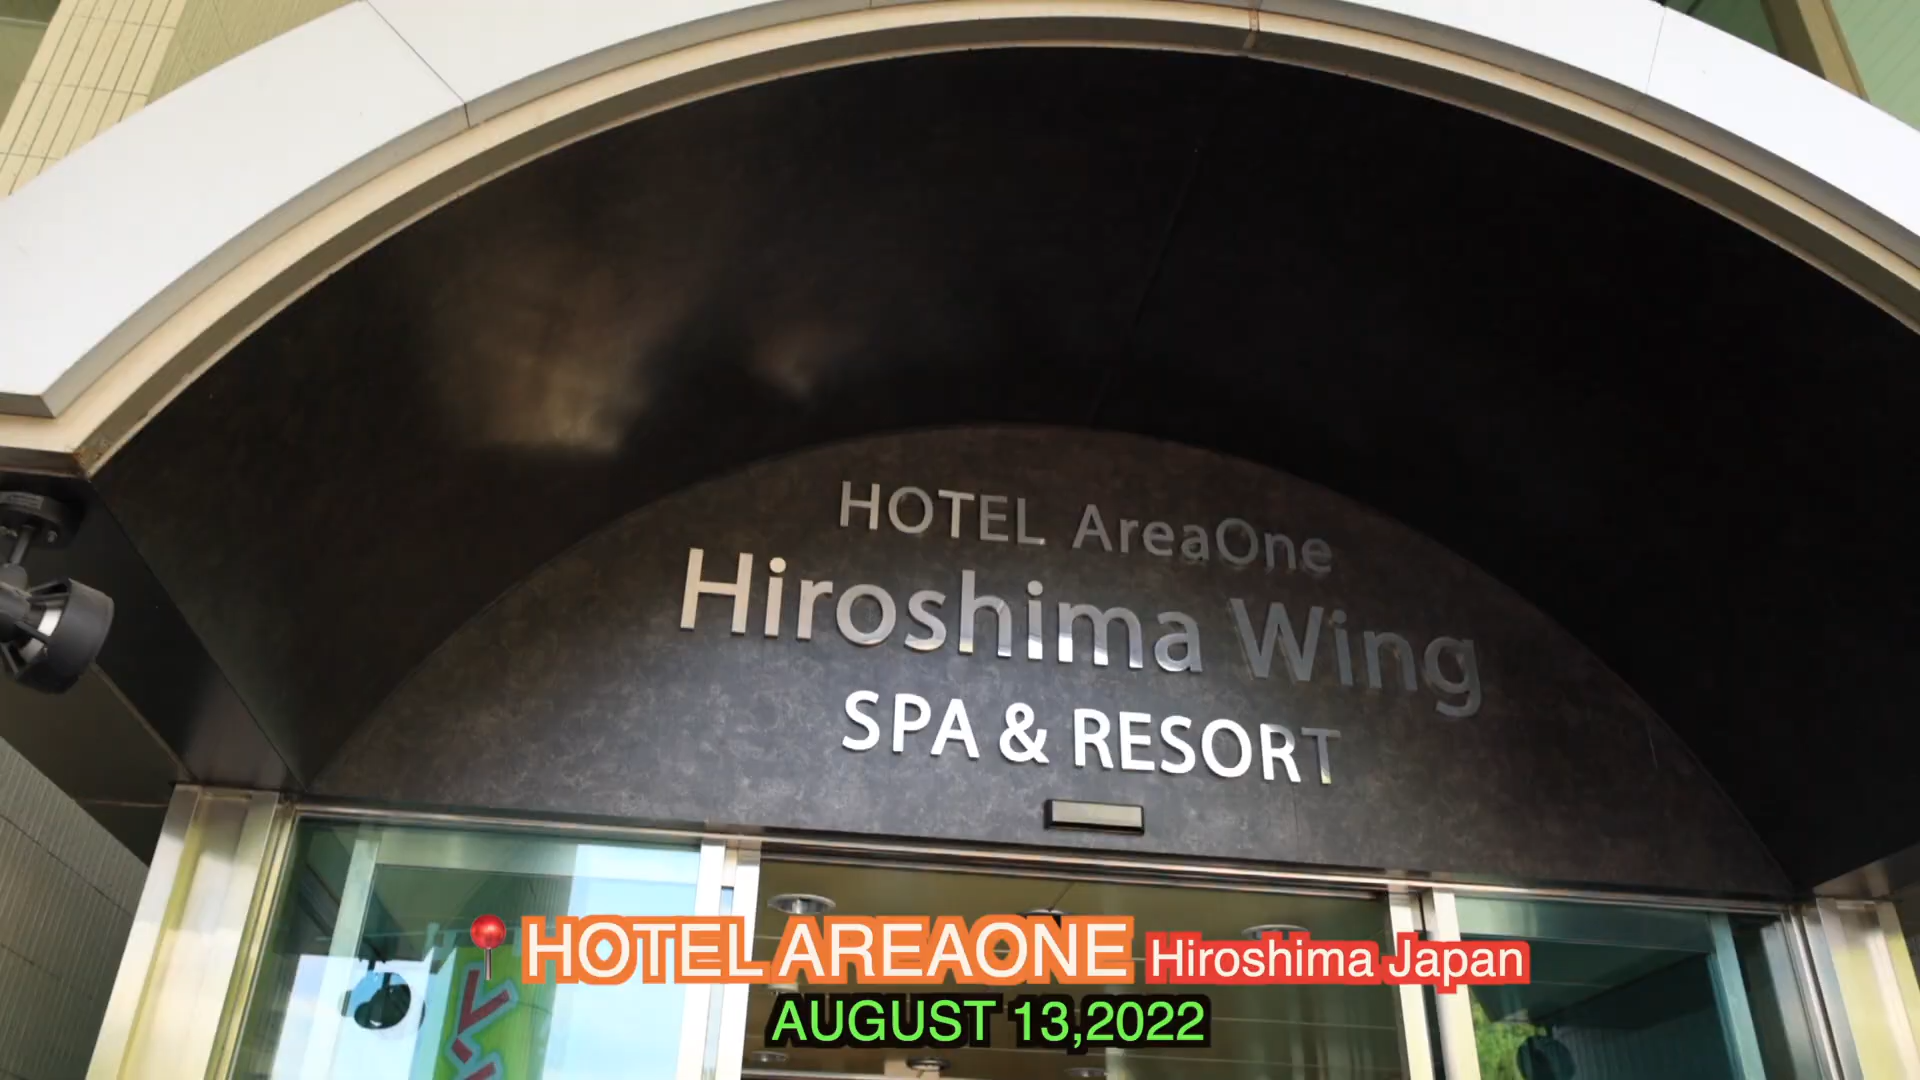 HOTEL AreaOne
Hiroshima Wing
SPA & RESORT
HOTEL AREAONE Hiroshima Japan
AUGUST 13,2022